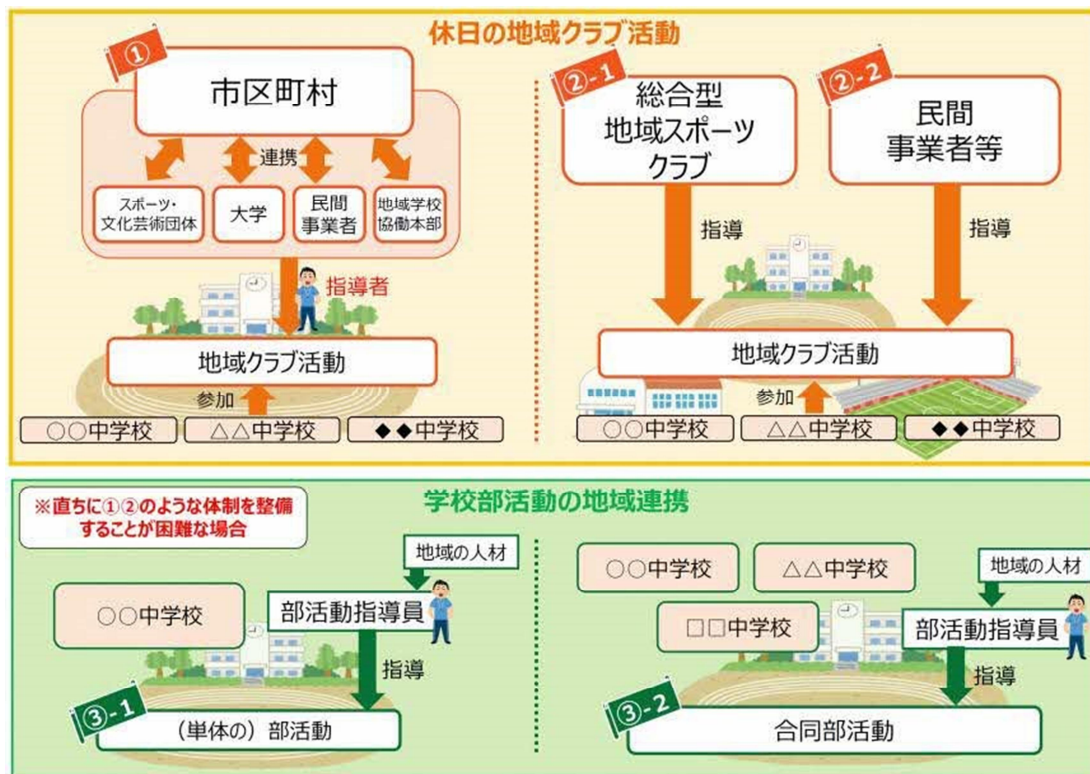 休日の地域クラブ活動
①
市区町村
連携
スポーツ・
文化芸術団体
大学
民間
事業者
地域学校
協働本部
指導者
地域クラブ活動
参加
○○中学校
△△中学校
◆◆中学校
②-1
総合型
地域スポーツ
クラブ
②-2
民間
事業者等
指導
指導
地域クラブ活動
参加
○○中学校
△△中学校
◆◆中学校
学校部活動の地域連携
※直ちに①②のような体制を整備
することが困難な場合
地域の人材
○○中学校
部活動指導員
指導
③-1
(単体の)部活動
○○中学校
△△中学校
地域の人材
□□中学校
部活動指導員
指導
③-2
合同部活動